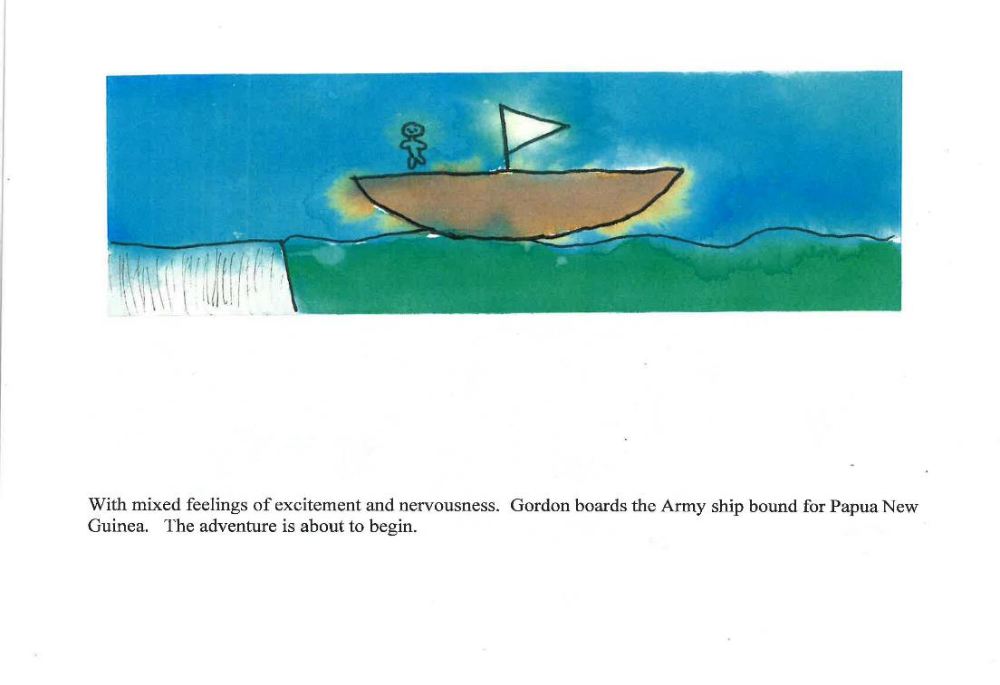 With mixed feelings of excitement and nervousness.  Gordon boards the Army ship bound for Papua New
Guinea.   The adventure is about to begin.